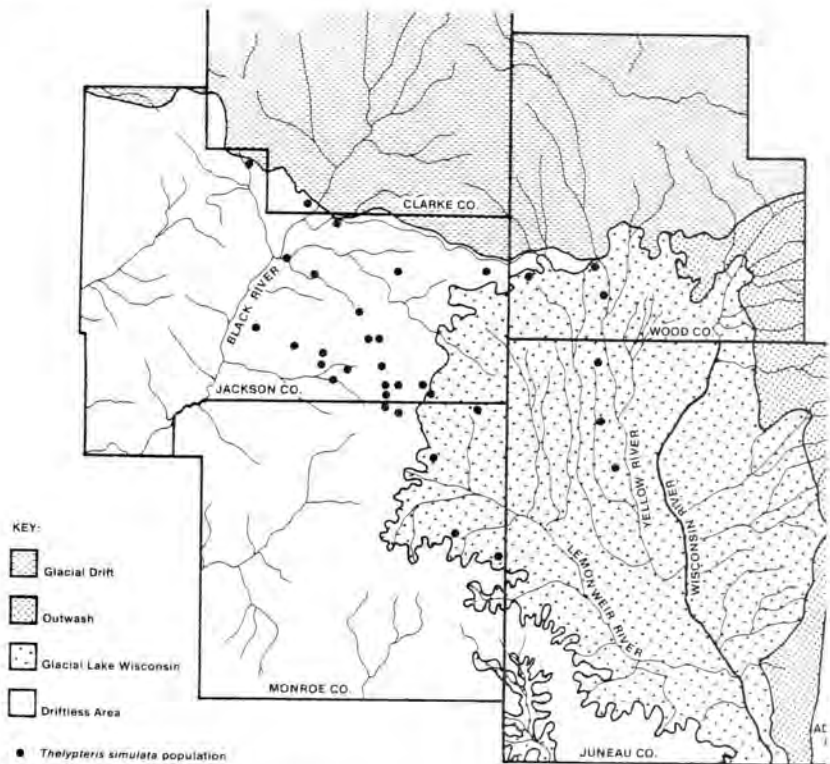 CLARKE CO.
BLACK RIVER
WOOD CO.
JACKSON CO.
YELLOW RIVER
WISCONSIN RIVER
LEMONWEIR RIVER
KEY:
Glacial Drift
Outwash
Glacial Lake Wisconsin
Driftless Area
MONROE CO.
JUNEAU CO.
Thelypteris simulata population